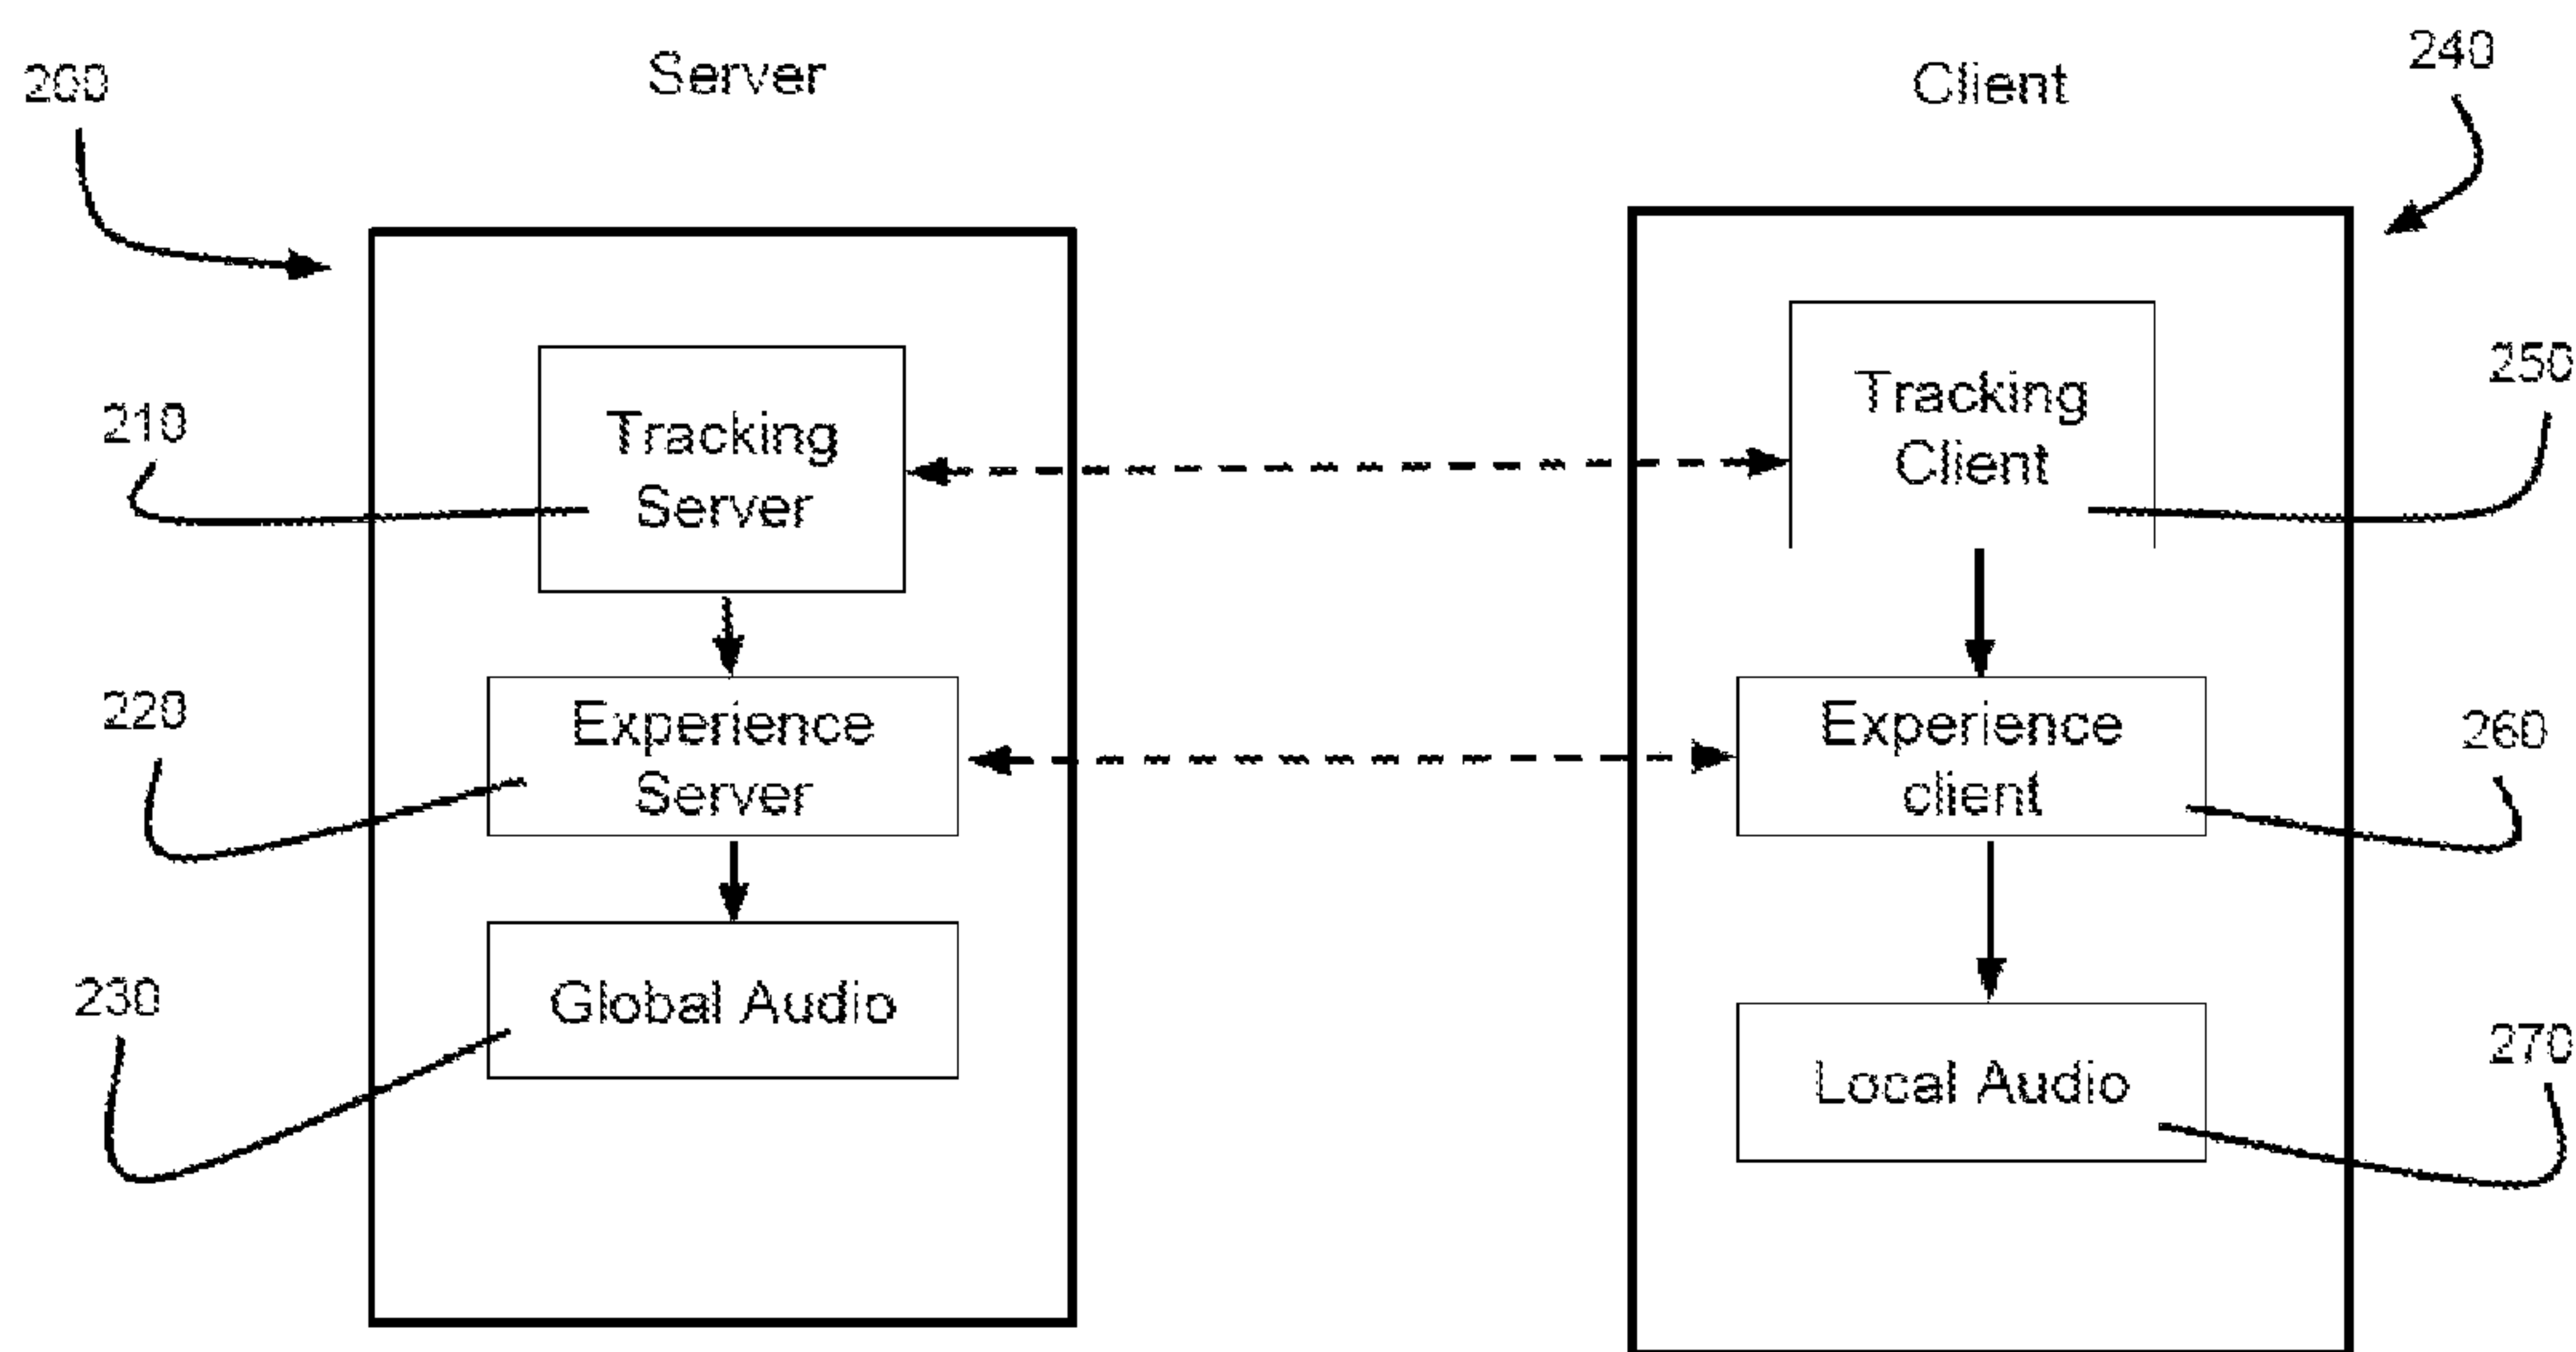 200
Server
Client
240
210
Tracking
Server
Tracking
Client
250
220
Experience
Server
Experience
client
260
230
Global Audio
Local Audio
270